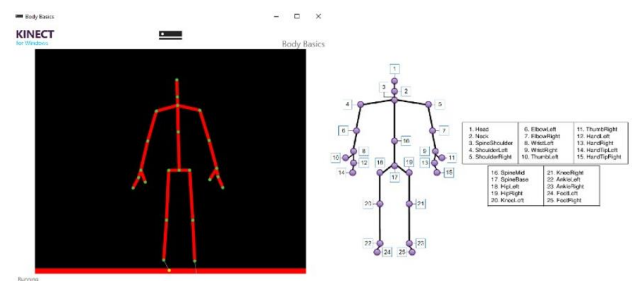 Body Basics
KINECT
for Windows
Body Basics
1
3
2
4
5
6
7
8
9
10
11
12
13
14
15
16
18
19
17
20
21
22
23
24
25
1. Head
2. Neck
3. SpineShoulder
4. ShoulderLeft
5. ShoulderRight
6. ElbowLeft
7. ElbowRight
8. WristLeft
9. WristRight
10. ThumbLeft
11. ThumbRight
12. HandLeft
13. HandRight
14. HandTipLeft
15. HandTipRight
16. SpineMid
17. SpineBase
18. HipLeft
19. HipRight
20. KneeLeft
21. KneeRight
22. AnkleLeft
23. AnkleRight
24. FootLeft
25. FootRight